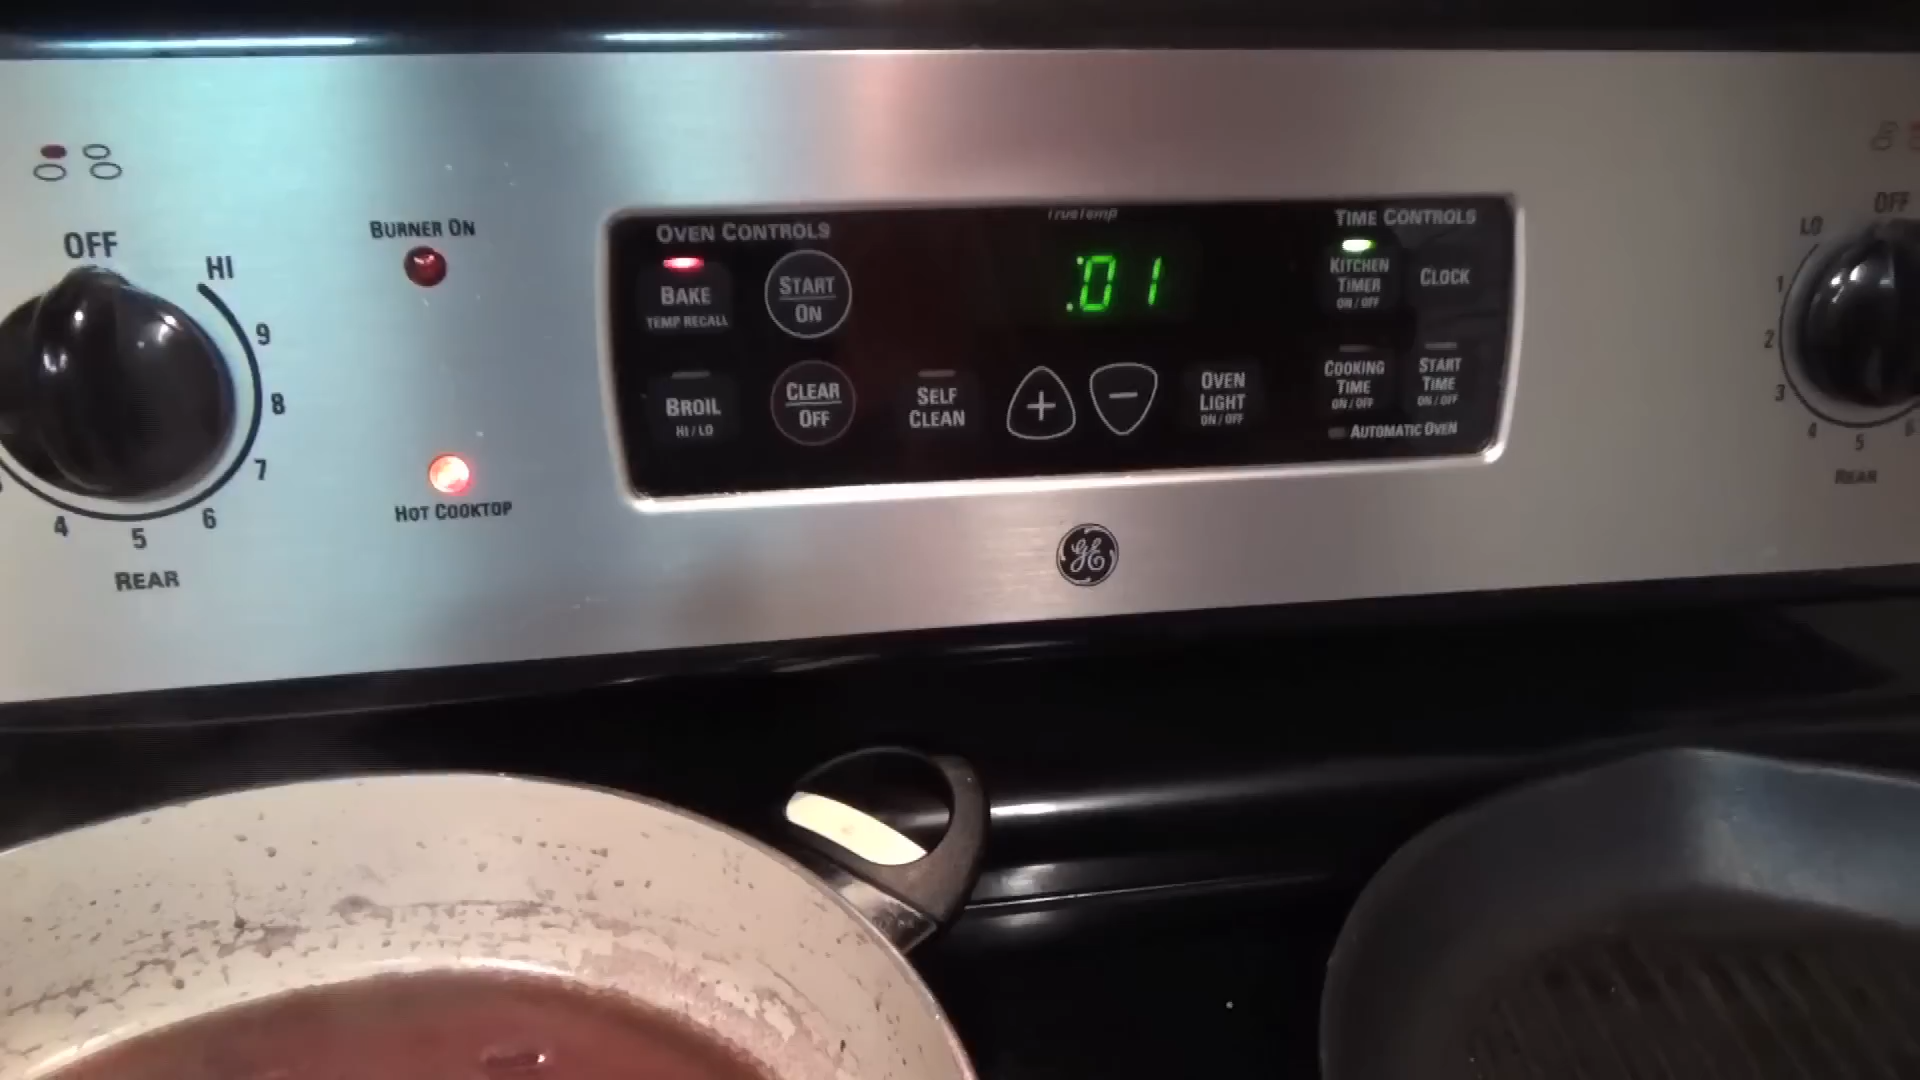 OFF
HI
9
8
7
6
5
4
REAR
BURNER ON
HOT COOKTOP
OVEN CONTROLS
BAKE
TEMP RECALL
START
ON
BROIL
HI / LO
CLEAR
OFF
SELF
CLEAN
TRUETEMP
:01
+
−
OVEN
LIGHT
ON / OFF
TIME CONTROLS
KITCHEN
TIMER
ON / OFF
CLOCK
COOKING
TIME
ON / OFF
START
TIME
ON / OFF
AUTOMATIC OVEN
GE
OFF
LO
1
2
3
4
5
6
REAR